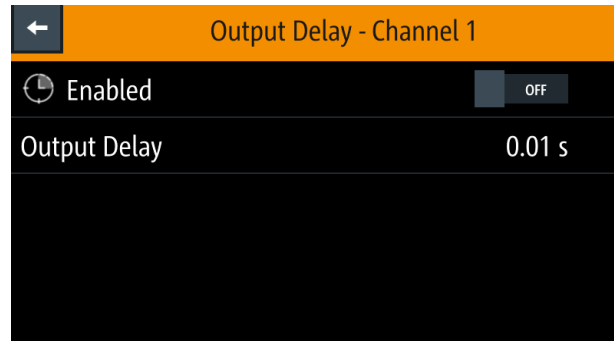 Output Delay - Channel 1
Enabled
OFF
Output Delay
0.01 s